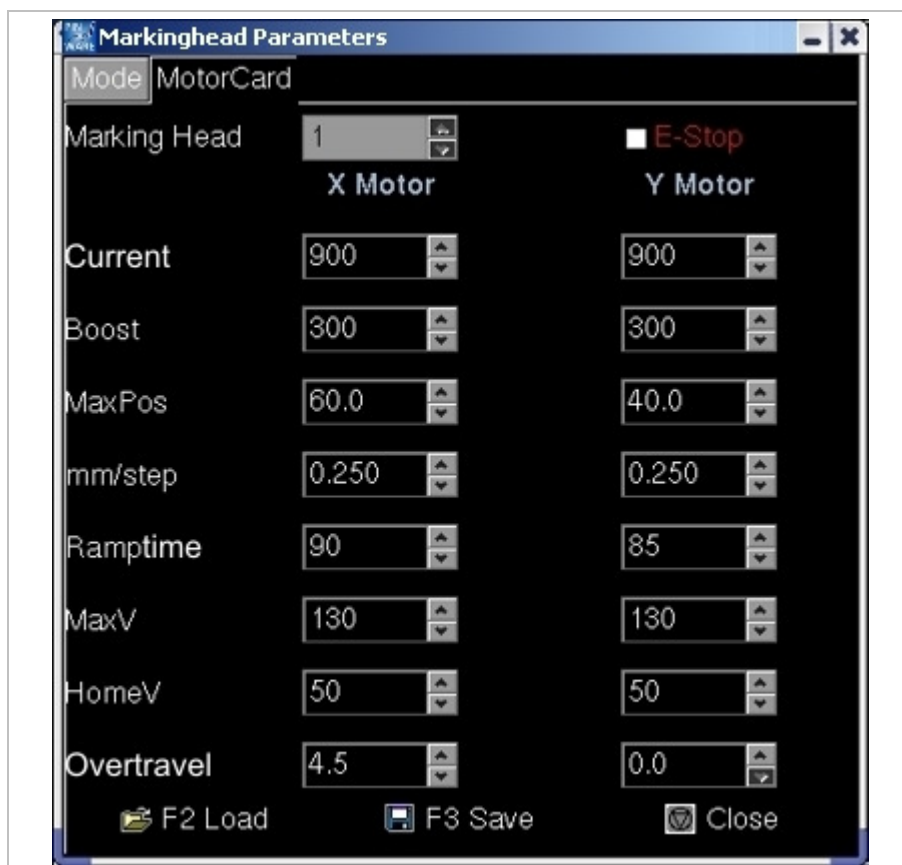 Markinghead Parameters
Mode MotorCard
Marking Head 1 E-Stop
X Motor Y Motor
Current 900 900
Boost 300 300
MaxPos 60.0 40.0
mm/step 0.250 0.250
Ramptime 90 85
MaxV 130 130
HomeV 50 50
Overtravel 4.5 0.0
F2 Load F3 Save Close